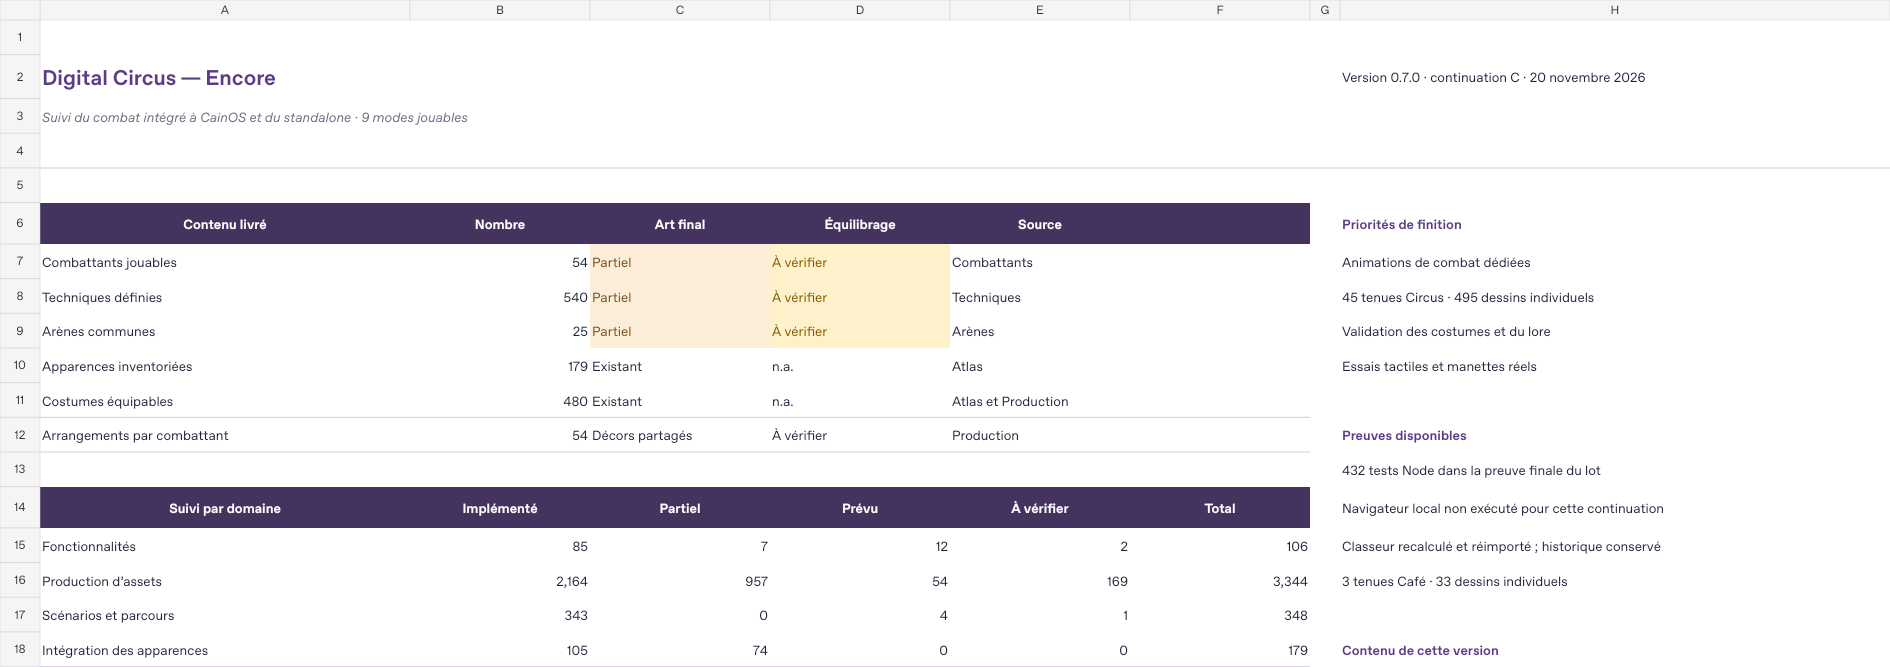 A B C D E F G H
1
2 Digital Circus — Encore Version 0.7.0 · continuation C · 20 novembre 2026
3 Suivi du combat intégré à CainOS et du standalone · 9 modes jouables
4
5
6 Contenu livré Nombre Art final Équilibrage Source Priorités de finition
7 Combattants jouables 54 Partiel À vérifier Combattants Animations de combat dédiées
8 Techniques définies 540 Partiel À vérifier Techniques 45 tenues Circus · 495 dessins individuels
9 Arènes communes 25 Partiel À vérifier Arènes Validation des costumes et du lore
10 Apparences inventoriées 179 Existant n.a. Atlas Essais tactiles et manettes réels
11 Costumes équipables 480 Existant n.a. Atlas et Production
12 Arrangements par combattant 54 Décors partagés À vérifier Production Preuves disponibles
13 432 tests Node dans la preuve finale du lot
14 Suivi par domaine Implémenté Partiel Prévu À vérifier Total Navigateur local non exécuté pour cette continuation
15 Fonctionnalités 85 7 12 2 106 Classeur recalculé et réimporté ; historique conservé
16 Production d’assets 2,164 957 54 169 3,344 3 tenues Café · 33 dessins individuels
17 Scénarios et parcours 343 0 4 1 348
18 Intégration des apparences 105 74 0 0 179 Contenu de cette version